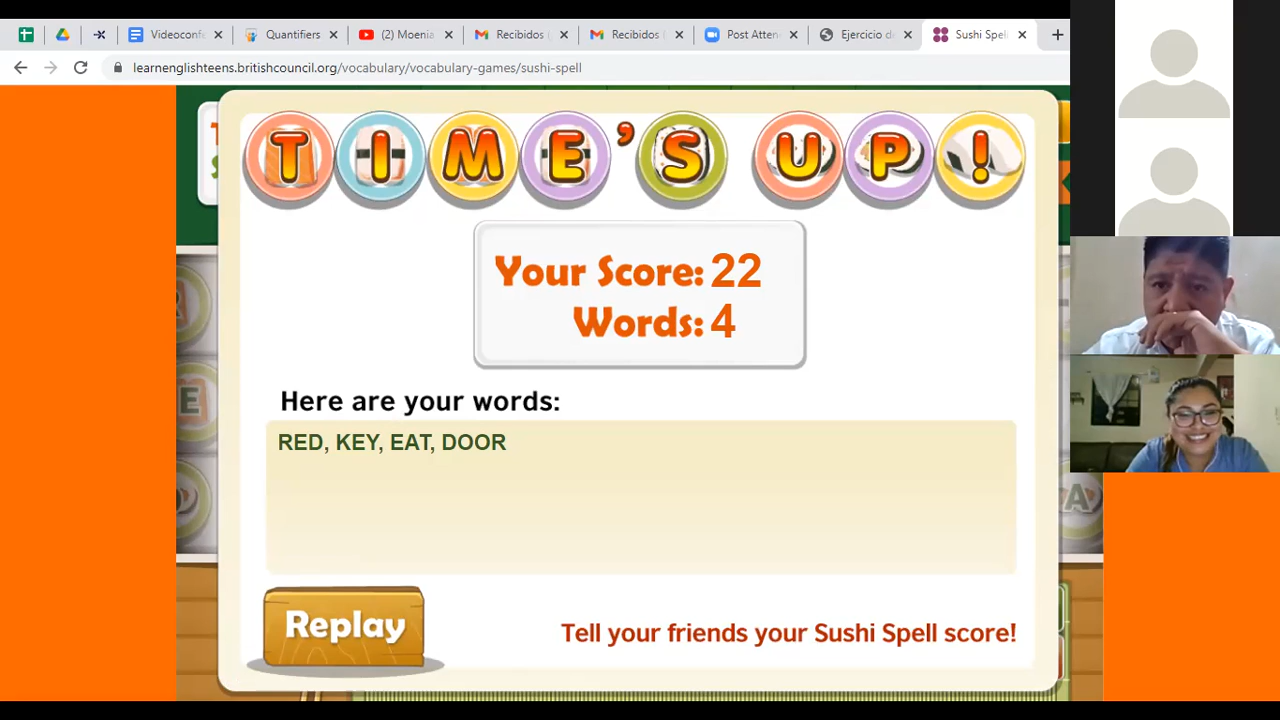 Videoconfe
Quantifiers
(2) Moenia
Recibidos (
Recibidos (
Post Atten
Ejercicio d
Sushi Spell
learnenglishteens.britishcouncil.org/vocabulary/vocabulary-games/sushi-spell
TIME'S UP!
Your Score: 22
Words: 4
Here are your words:
RED, KEY, EAT, DOOR
E
A
Replay
Tell your friends your Sushi Spell score!